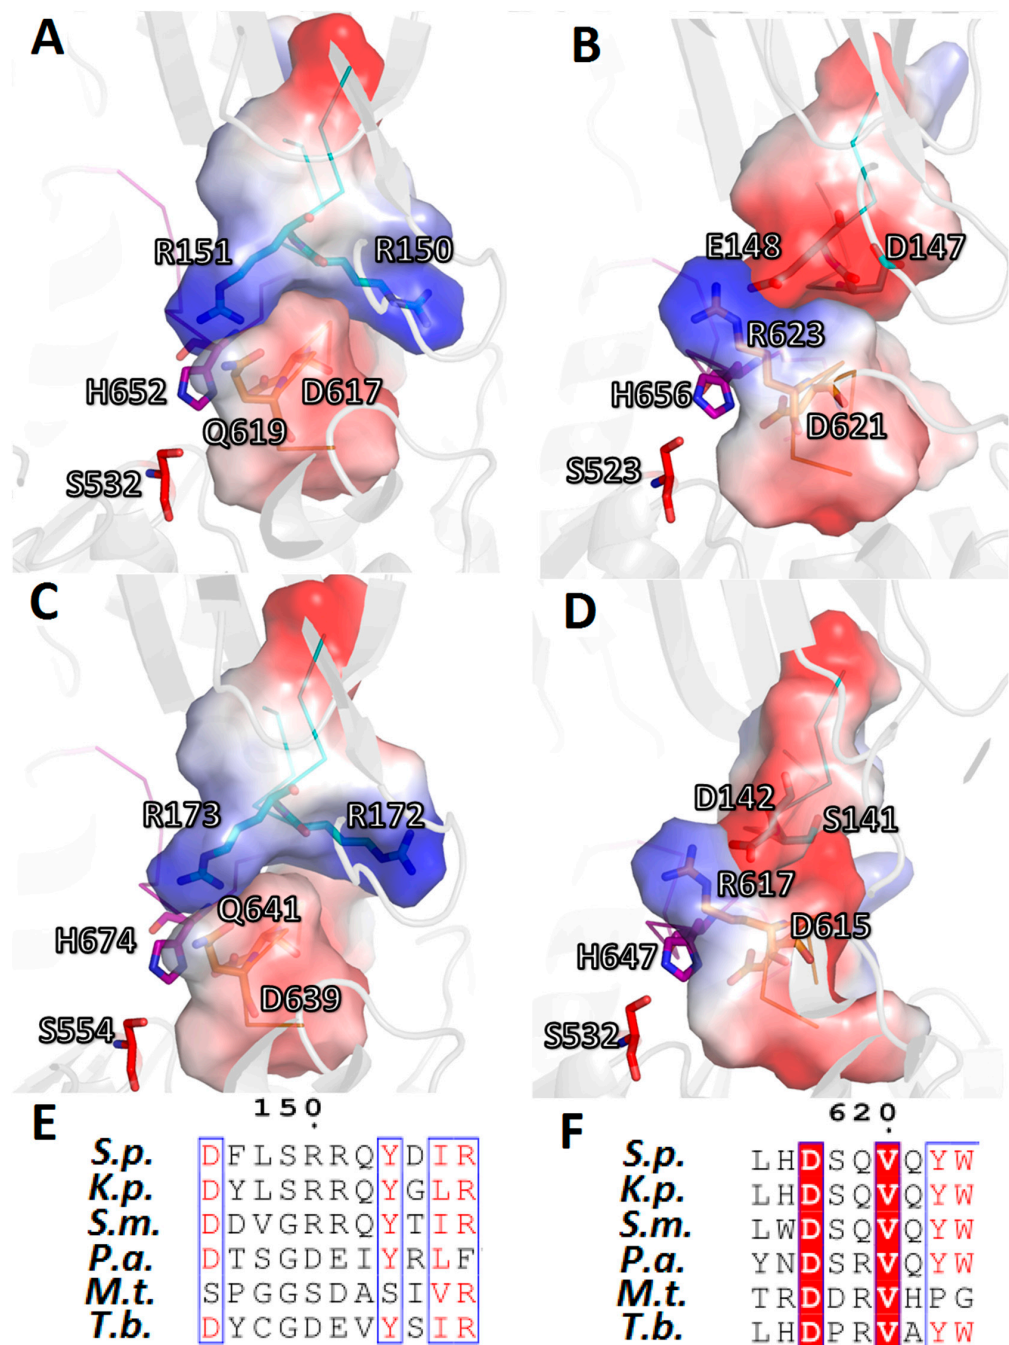 A
R151
R150
H652
D617
Q619
S532
B
E148
D147
R623
H656
D621
S523
C
R173
R172
Q641
H674
D639
S554
D
D142
S141
R617
D615
H647
S532
E
150
S.p. DFLSRRQYDIR
K.p. DYLSRRQYGLR
S.m. DDVGRRQYTIR
P.a. DTSGDEIYRLF
M.t. SPGGSDASIVR
T.b. DYCGDEVYSIR
F
620
S.p. LHDSQVQYW
K.p. LHDSQVQYW
S.m. LWDSQVQYW
P.a. YNDSRVQYW
M.t. TRDDRVHPG
T.b. LHDPRVAYW